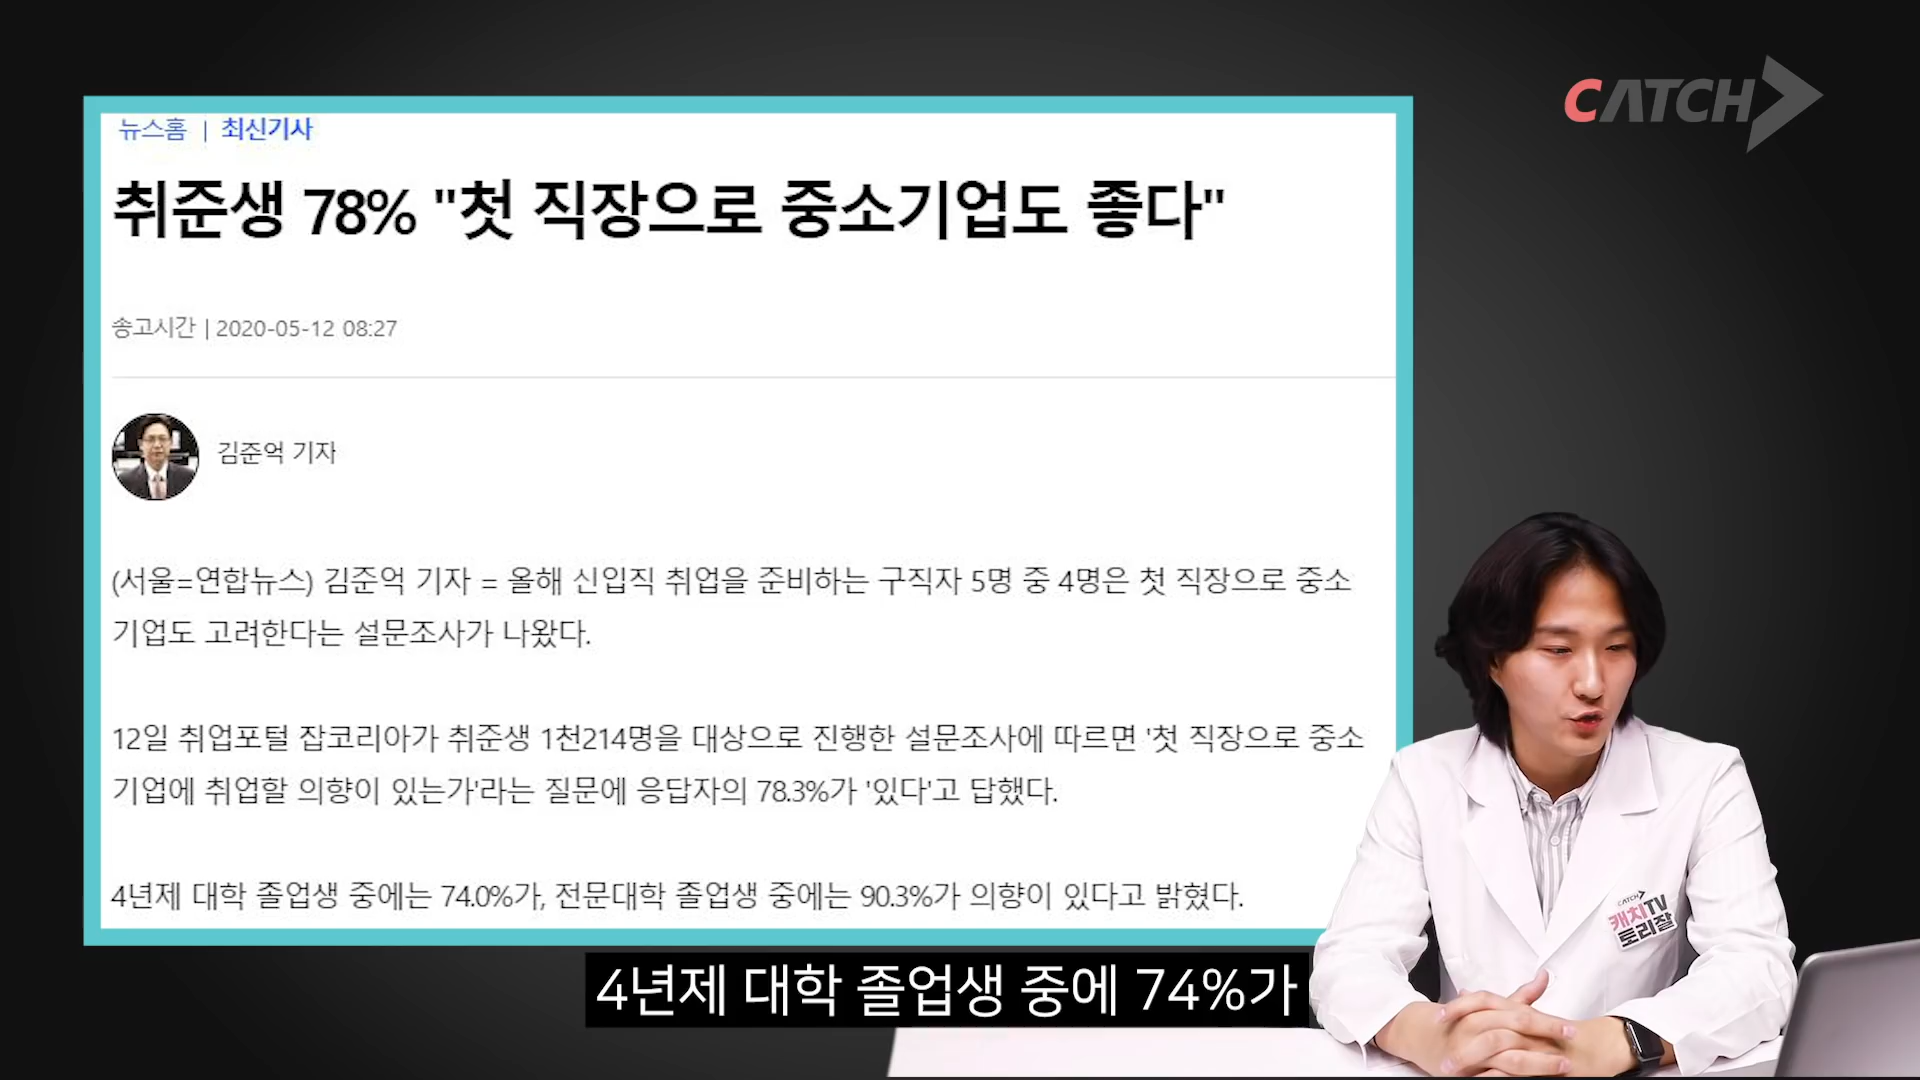 CATCH
뉴스홈 | 최신기사
취준생 78% "첫 직장으로 중소기업도 좋다"
송고시간 | 2020-05-12 08:27
김준억 기자
(서울=연합뉴스) 김준억 기자 = 올해 신입직 취업을 준비하는 구직자 5명 중 4명은 첫 직장으로 중소
기업도 고려한다는 설문조사가 나왔다.
12일 취업포털 잡코리아가 취준생 1천214명을 대상으로 진행한 설문조사에 따르면 '첫 직장으로 중소
기업에 취업할 의향이 있는가'라는 질문에 응답자의 78.3%가 '있다'고 답했다.
4년제 대학 졸업생 중에는 74.0%가, 전문대학 졸업생 중에는 90.3%가 의향이 있다고 밝혔다.
CATCH
캐치TV
토리잘
4년제 대학 졸업생 중에 74%가